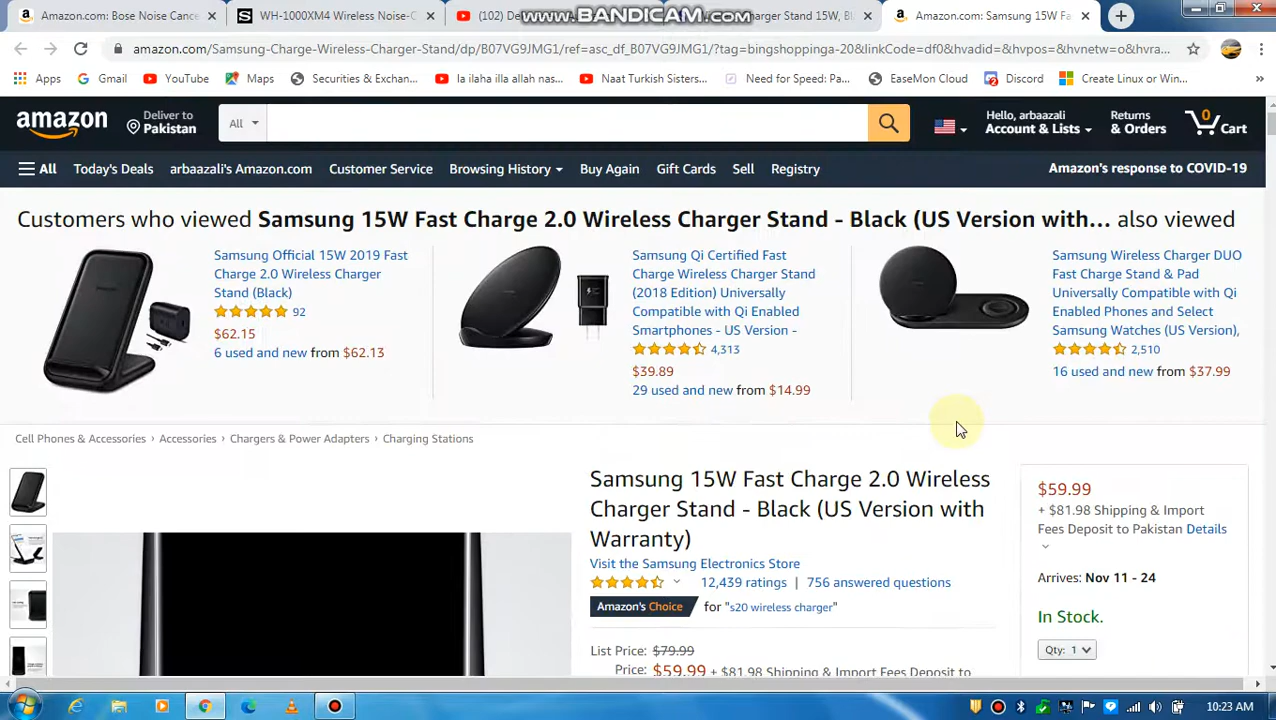 Amazon.com: Bose Noise Cance
WH-1000XM4 Wireless Noise-C
(102) De
www.BANDICAM.com
harger Stand 15W, Bl
Amazon.com: Samsung 15W Fa
amazon.com/Samsung-Charge-Wireless-Charger-Stand/dp/B07VG9JMG1/ref=asc_df_B07VG9JMG1/?tag=bingshoppinga-20&linkCode=df0&hvadid=&hvpos=&hvnetw=o&hvra...
Apps
Gmail
YouTube
Maps
Securities & Exchan...
la ilaha illa allah nas...
Naat Turkish Sisters...
Need for Speed: Pa...
EaseMon Cloud
Discord
Create Linux or Win...
»
amazon
Deliver to
Pakistan
All
Hello, arbaazali
Account & Lists
Returns
& Orders
0
Cart
All
Today's Deals
arbaazali's Amazon.com
Customer Service
Browsing History
Buy Again
Gift Cards
Sell
Registry
Amazon's response to COVID-19
Customers who viewed Samsung 15W Fast Charge 2.0 Wireless Charger Stand - Black (US Version with... also viewed
Samsung Official 15W 2019 Fast
Charge 2.0 Wireless Charger
Stand (Black)
92
$62.15
6 used and new from $62.13
Samsung Qi Certified Fast
Charge Wireless Charger Stand
(2018 Edition) Universally
Compatible with Qi Enabled
Smartphones - US Version -
4,313
$39.89
29 used and new from $14.99
Samsung Wireless Charger DUO
Fast Charge Stand & Pad
Universally Compatible with Qi
Enabled Phones and Select
Samsung Watches (US Version),
2,510
16 used and new from $37.99
Cell Phones & Accessories › Accessories › Chargers & Power Adapters › Charging Stations
Samsung 15W Fast Charge 2.0 Wireless
Charger Stand - Black (US Version with
Warranty)
Visit the Samsung Electronics Store
12,439 ratings | 756 answered questions
Amazon's Choice for "s20 wireless charger"
List Price: $79.99
Price: $59.99 + $81.98 Shipping & Import Fees Deposit to
$59.99
+ $81.98 Shipping & Import
Fees Deposit to Pakistan Details
Arrives: Nov 11 - 24
In Stock.
Qty: 1
10:23 AM